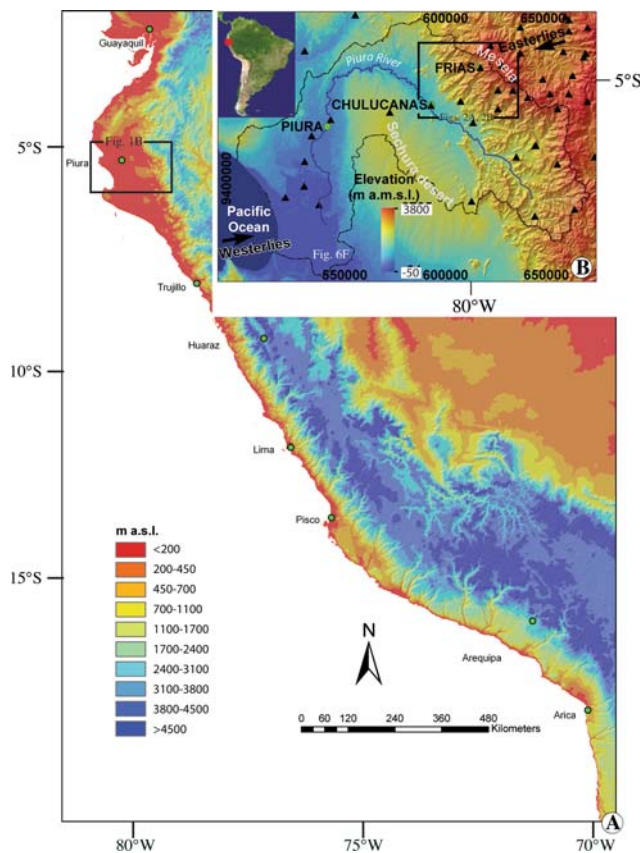 Guayaquil
Fig. 1B
Piura
5°S
Trujillo
Huaraz
10°S
Lima
Pisco
15°S
Arequipa
Arica
m a.s.l.
<200
200-450
450-700
700-1100
1100-1700
1700-2400
2400-3100
3100-3800
3800-4500
>4500
N
0 60 120 240 360 480
Kilometers
80°W
75°W
70°W
A
600000
650000
Easterlies
Meseta
Piura River
FRIAS
5°S
CHULUCANAS
PIURA
Sechura desert
9400000
Elevation
(m a.m.s.l.)
3800
-50
Pacific
Ocean
Westerlies
Fig. 6F
550000
600000
650000
B
80°W